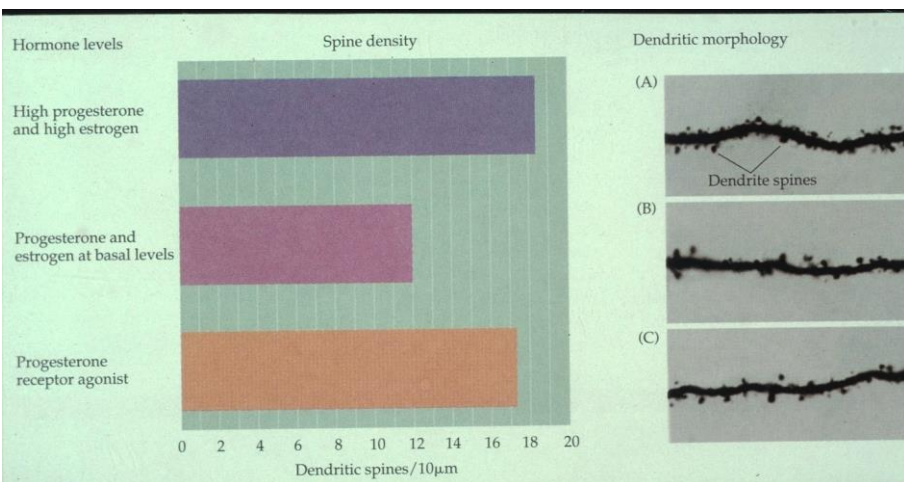 Hormone levels
Spine density
Dendritic morphology
High progesterone
and high estrogen
Progesterone and
estrogen at basal levels
Progesterone
receptor agonist
0 2 4 6 8 10 12 14 16 18 20
Dendritic spines/10μm
(A)
Dendrite spines
(B)
(C)